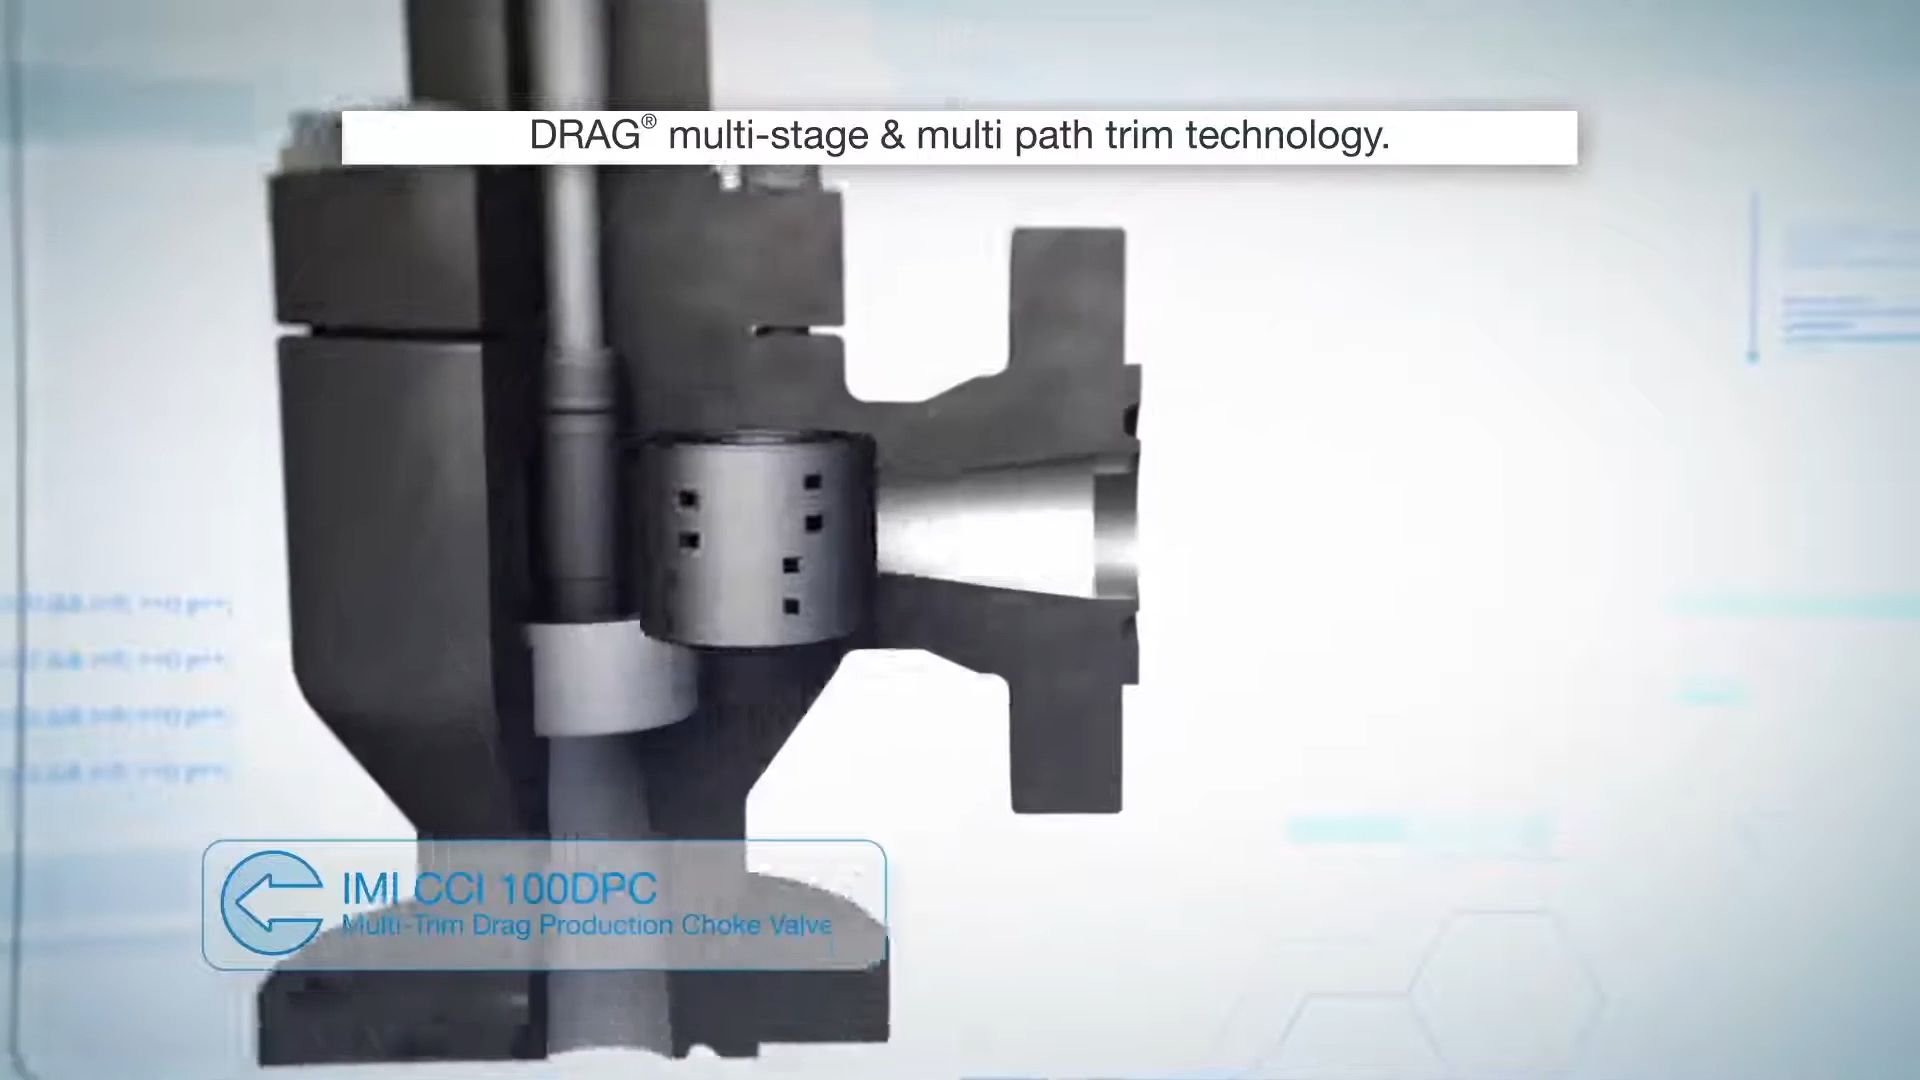 DRAG® multi-stage & multi path trim technology.
IMI CCI 100DPC
Multi-Trim Drag Production Choke Valve